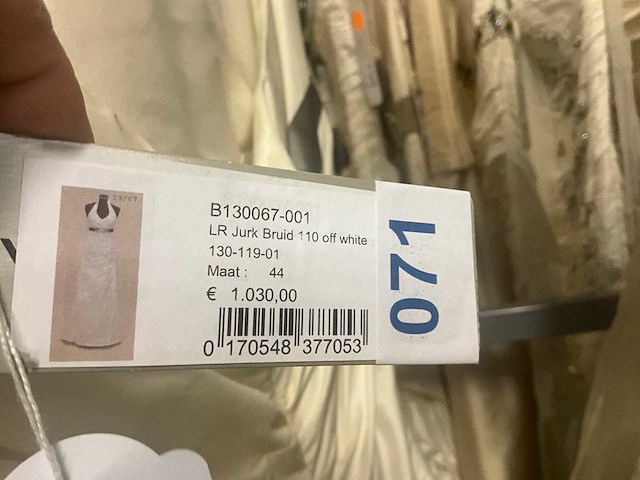 B130067-001
LR Jurk Bruid 110 off white
130-119-01
Maat : 44
€ 1.030,00
0 170548 377053
071